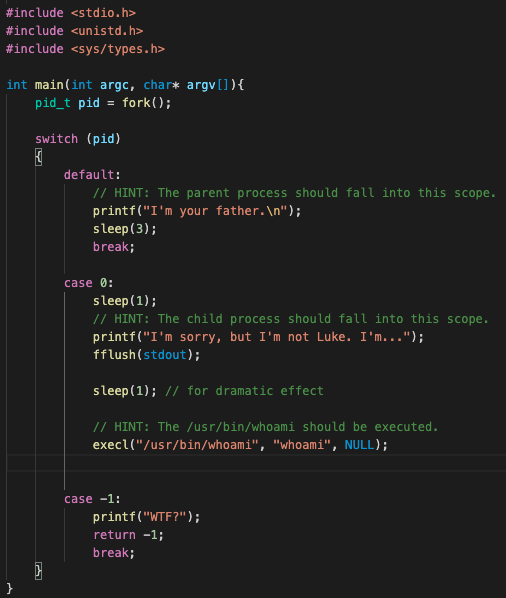 #include <stdio.h>
#include <unistd.h>
#include <sys/types.h>

int main(int argc, char* argv[]){
    pid_t pid = fork();

    switch (pid)
    {
        default:
            // HINT: The parent process should fall into this scope.
            printf("I'm your father.\n");
            sleep(3);
            break;

        case 0:
            sleep(1);
            // HINT: The child process should fall into this scope.
            printf("I'm sorry, but I'm not Luke. I'm...");
            fflush(stdout);

            sleep(1); // for dramatic effect

            // HINT: The /usr/bin/whoami should be executed.
            execl("/usr/bin/whoami", "whoami", NULL);


        case -1:
            printf("WTF?");
            return -1;
            break;
    }
}